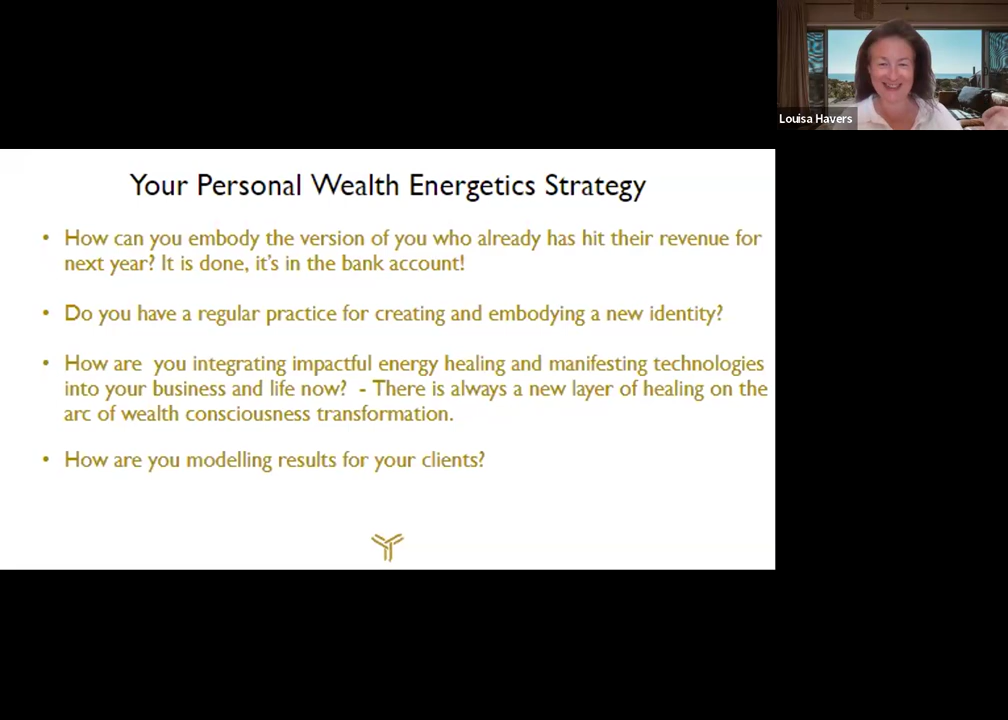 Louisa Havers
Your Personal Wealth Energetics Strategy
• How can you embody the version of you who already has hit their revenue for
next year? It is done, it's in the bank account!
• Do you have a regular practice for creating and embodying a new identity?
• How are  you integrating impactful energy healing and manifesting technologies
into your business and life now?  - There is always a new layer of healing on the
arc of wealth consciousness transformation.
• How are you modelling results for your clients?